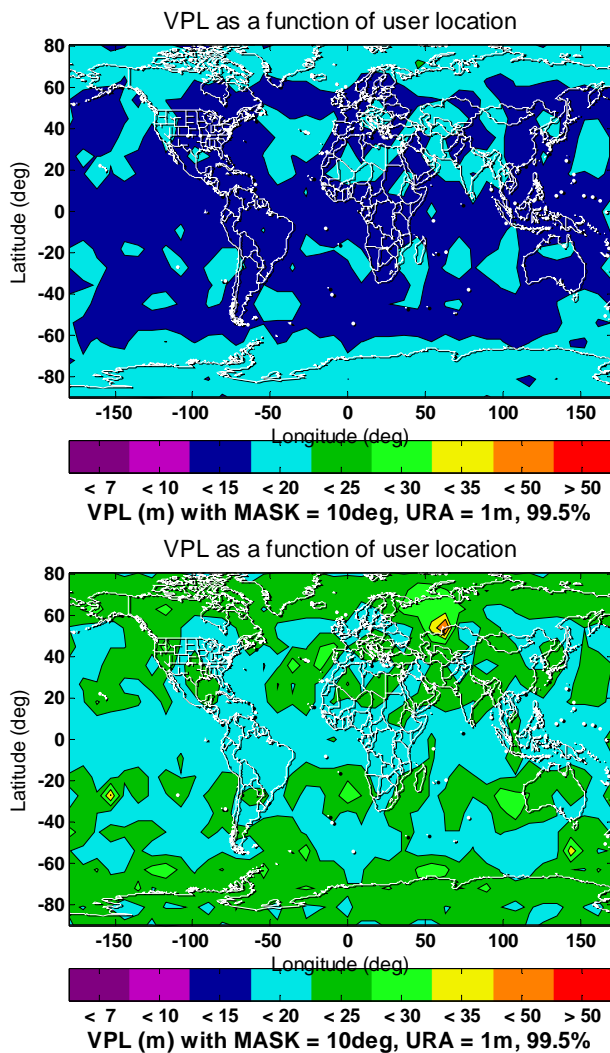 VPL as a function of user location
80
60
40
20
0
-20
-40
-60
-80
Latitude (deg)
-150 -100 -50 0 50 100 150
Longitude (deg)
< 7 < 10 < 15 < 20 < 25 < 30 < 35 < 50 > 50
VPL (m) with MASK = 10deg, URA = 1m, 99.5%
VPL as a function of user location
80
60
40
20
0
-20
-40
-60
-80
Latitude (deg)
-150 -100 -50 0 50 100 150
Longitude (deg)
< 7 < 10 < 15 < 20 < 25 < 30 < 35 < 50 > 50
VPL (m) with MASK = 10deg, URA = 1m, 99.5%